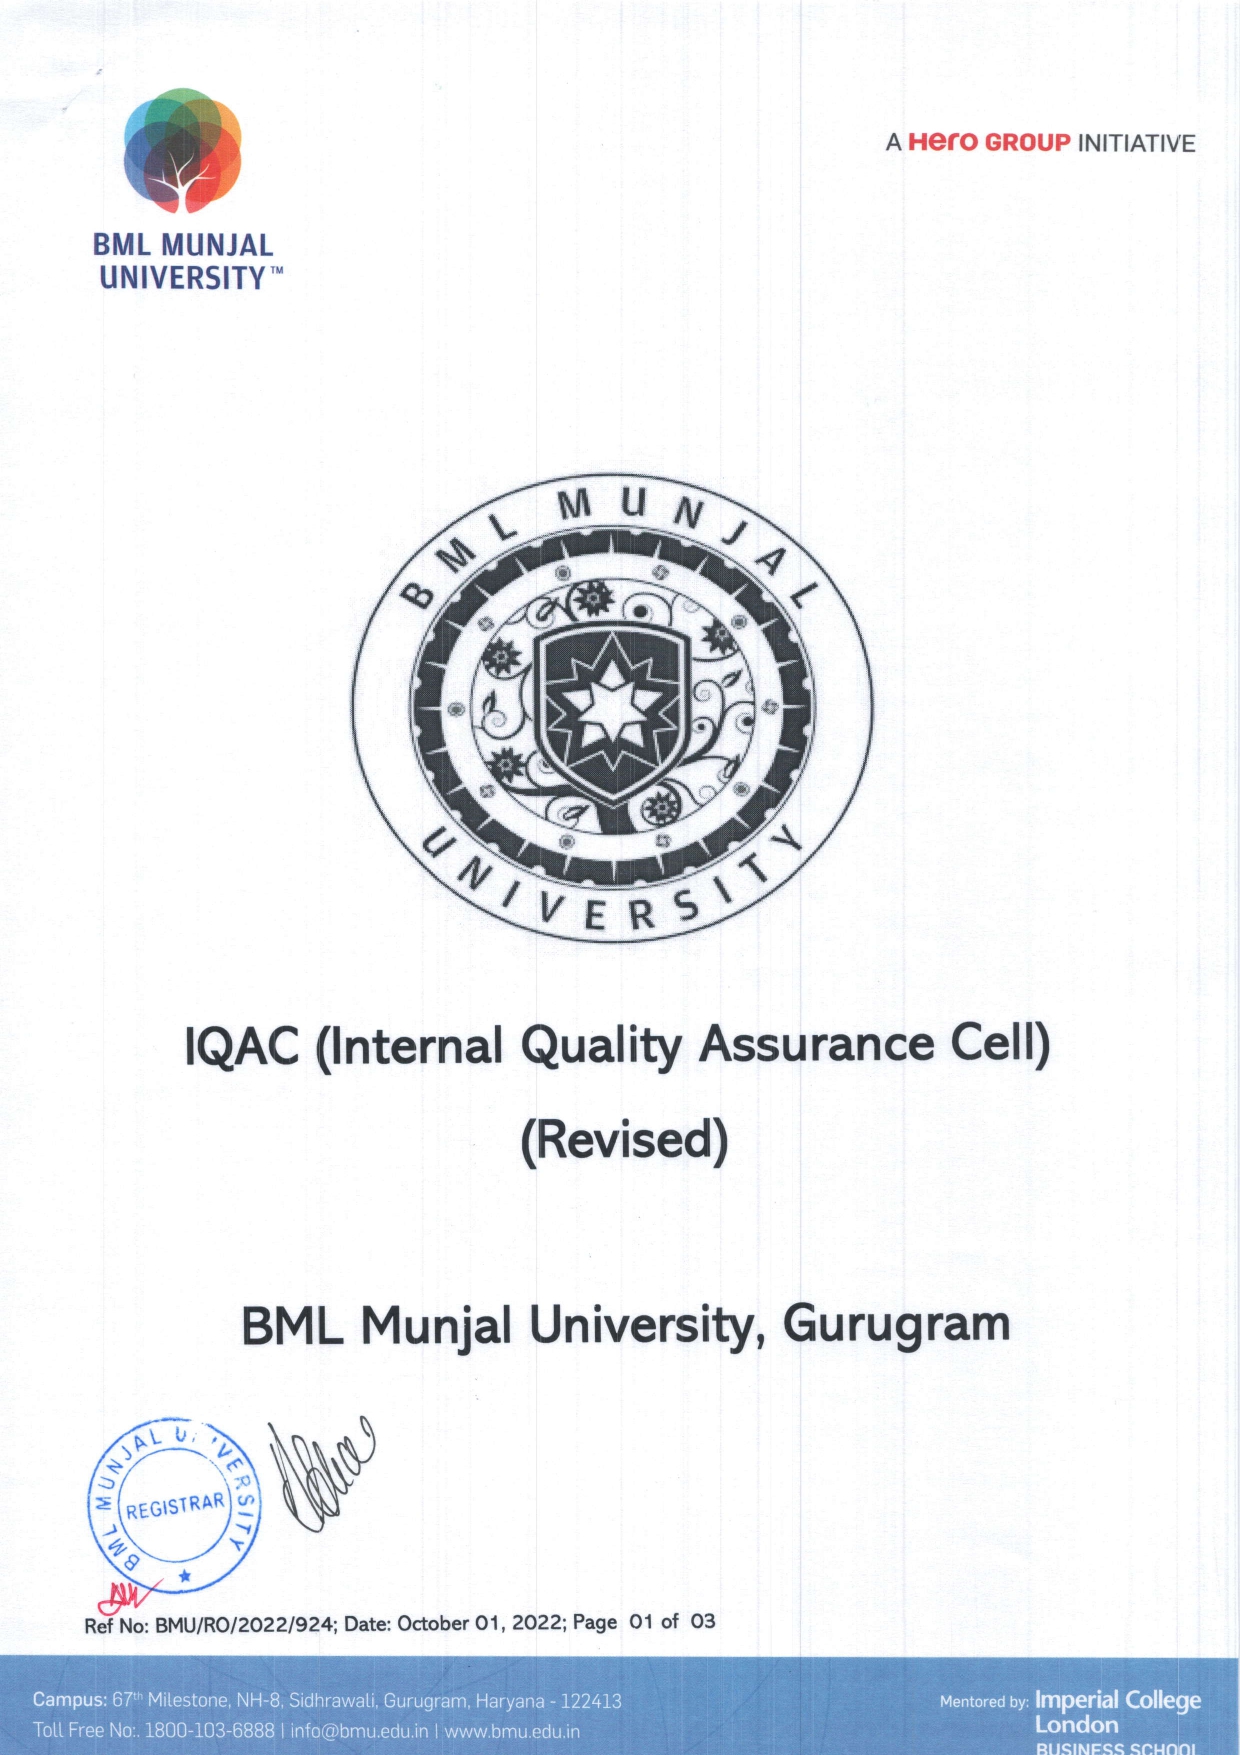 BML MUNJAL
UNIVERSITY™
A Hero GROUP INITIATIVE
BML MUNJAL
UNIVERSITY
IQAC (Internal Quality Assurance Cell)
(Revised)
BML Munjal University, Gurugram
BML MUNJAL UNIVERSITY
REGISTRAR
Ref No: BMU/RO/2022/924; Date: October 01, 2022; Page 01 of 03
Campus: 67th Milestone, NH-8, Sidhrawali, Gurugram, Haryana - 122413
Toll Free No:. 1800-103-6888 | info@bmu.edu.in | www.bmu.edu.in
Mentored by: Imperial College
London
BUSINESS SCHOOL